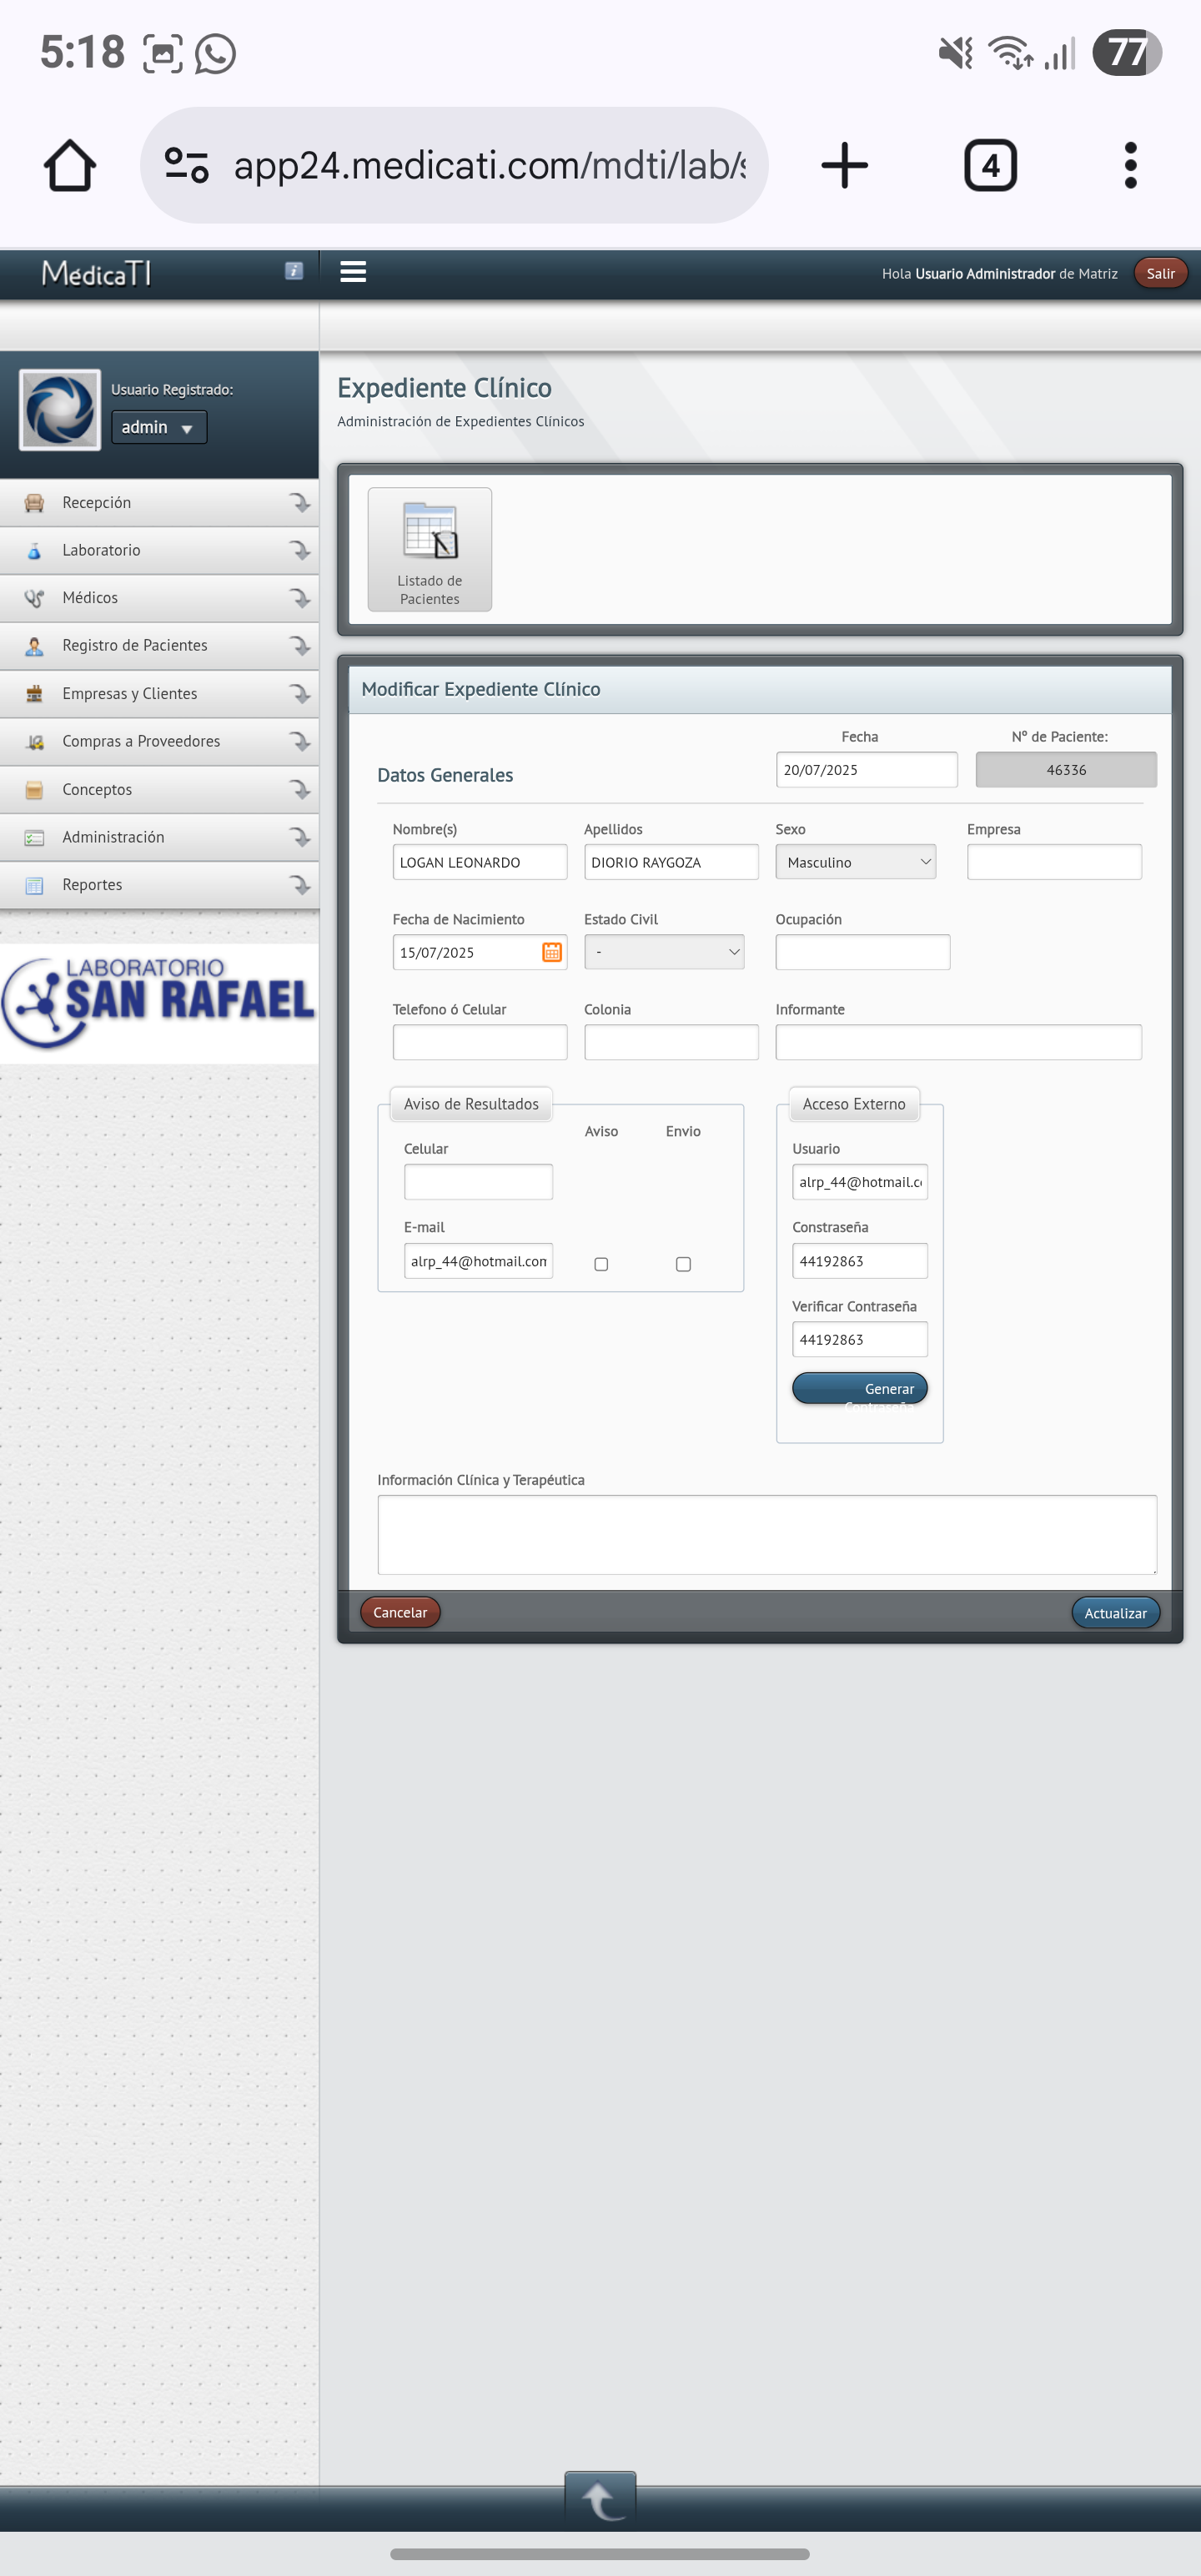 5:18
77
app24.medicati.com/mdti/lab/s
4
MédicaTI
Hola Usuario Administrador de Matriz
Salir
Usuario Registrado:
admin
Recepción
Laboratorio
Médicos
Registro de Pacientes
Empresas y Clientes
Compras a Proveedores
Conceptos
Administración
Reportes
LABORATORIO
SAN RAFAEL
Expediente Clínico
Administración de Expedientes Clínicos
Listado de
Pacientes
Modificar Expediente Clínico
Fecha
Nº de Paciente:
Datos Generales
20/07/2025
46336
Nombre(s)
Apellidos
Sexo
Empresa
LOGAN LEONARDO
DIORIO RAYGOZA
Masculino
Fecha de Nacimiento
Estado Civil
Ocupación
15/07/2025
-
Telefono ó Celular
Colonia
Informante
Aviso de Resultados
Aviso
Envio
Celular
E-mail
alrp_44@hotmail.con
Acceso Externo
Usuario
alrp_44@hotmail.c
Constraseña
44192863
Verificar Contraseña
44192863
Generar
Contraseña
Información Clínica y Terapéutica
Cancelar
Actualizar